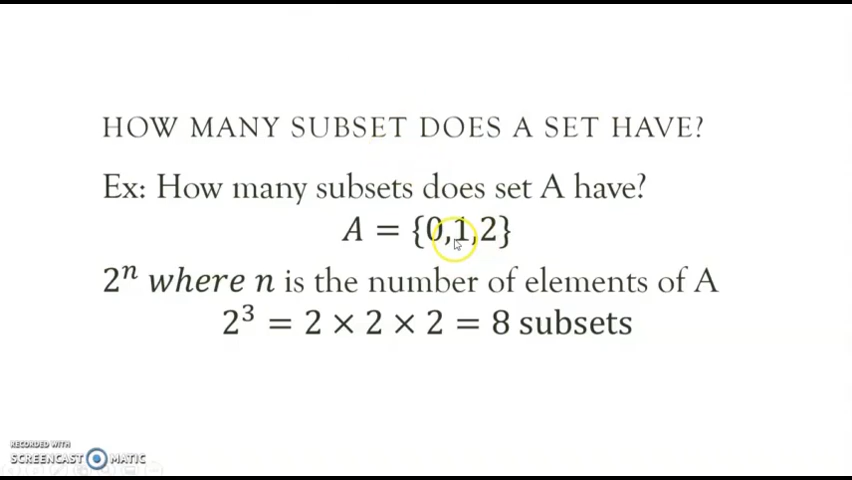 HOW MANY SUBSET DOES A SET HAVE?
Ex: How many subsets does set A have?
A = {0,1,2}
2ⁿ where n is the number of elements of A
2³ = 2 × 2 × 2 = 8 subsets
RECORDED WITH
SCREENCAST MATIC